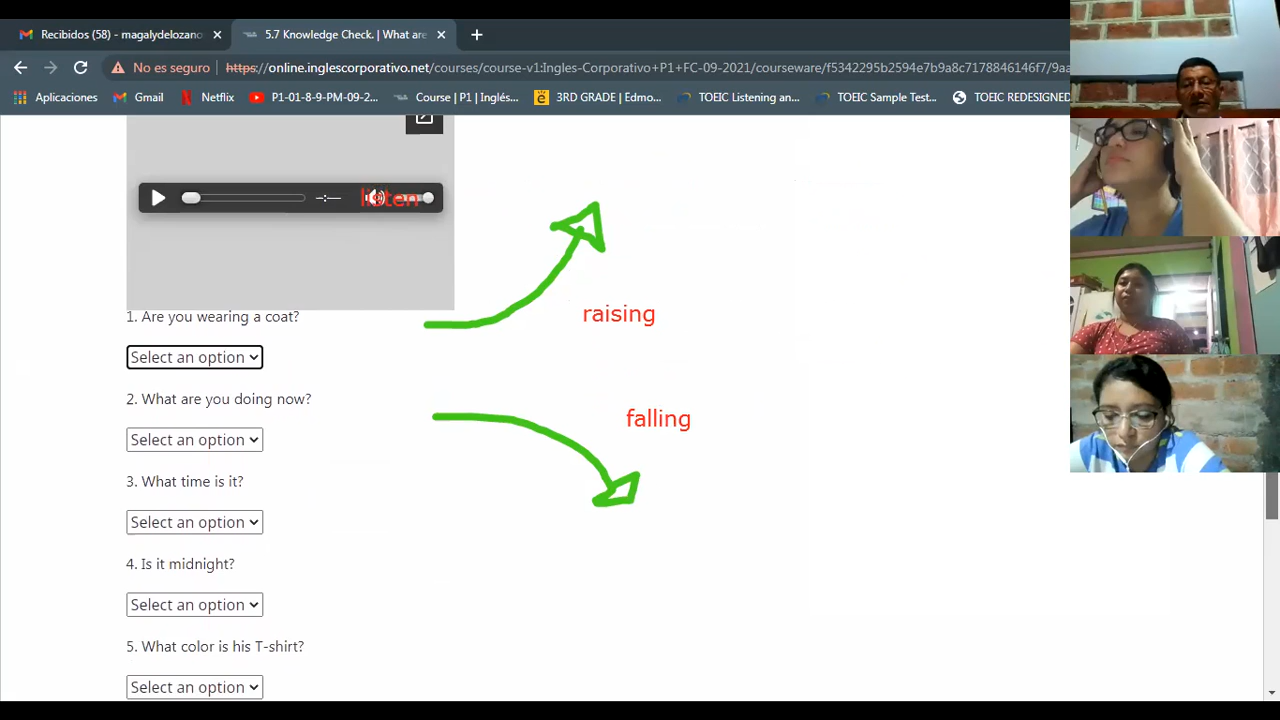 Recibidos (58) - magalydelozano
5.7 Knowledge Check. | What are
No es seguro
https://online.inglescorporativo.net/courses/course-v1:Ingles-Corporativo+P1+FC-09-2021/courseware/f5342295b2594e7b9a8c7178846146f7/9aa
Aplicaciones
Gmail
Netflix
P1-01-8-9-PM-09-2...
Course | P1 | Inglés...
3RD GRADE | Edmo...
TOEIC Listening an...
TOEIC Sample Test...
TOEIC REDESIGNED
-:--
listen
1. Are you wearing a coat?
raising
Select an option
2. What are you doing now?
falling
Select an option
3. What time is it?
Select an option
4. Is it midnight?
Select an option
5. What color is his T-shirt?
Select an option